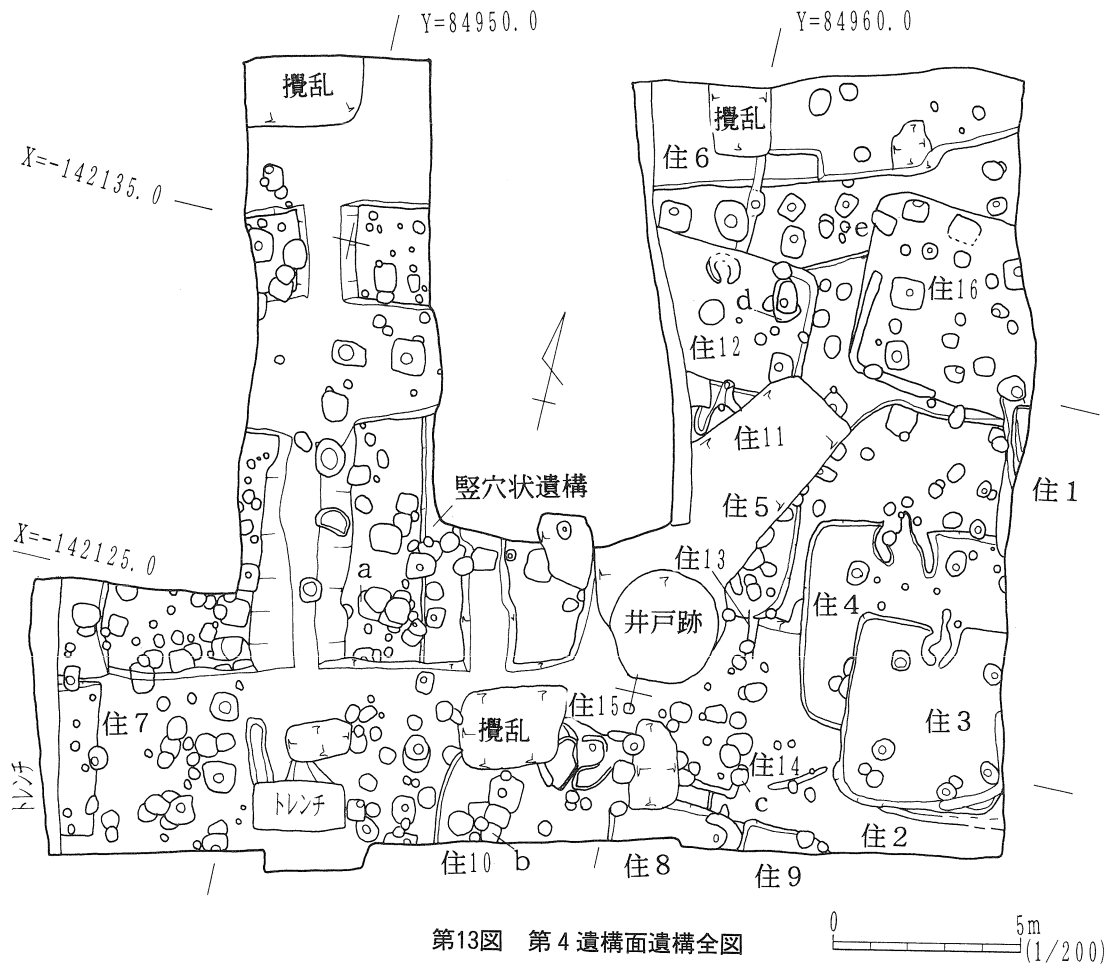 Y=84950.0
Y=84960.0
攪乱
攪乱
住6
X=-142135.0
e
住16
d
住12
住11
住1
竪穴状遺構
住5
X=-142125.0
住13
a
住4
井戸跡
住15
住7
攪乱
住3
トレンチ
住14
トレンチ
c
住2
住10
b
住8
住9
第13図 第4遺構面遺構全図
0 5m
(1/200)